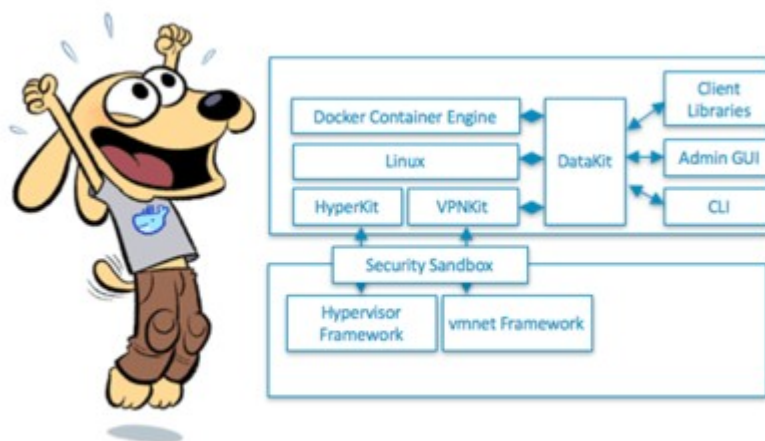 Docker Container Engine
Linux
HyperKit
VPNKit
DataKit
Client
Libraries
Admin GUI
CLI
Security Sandbox
Hypervisor
Framework
vmnet Framework